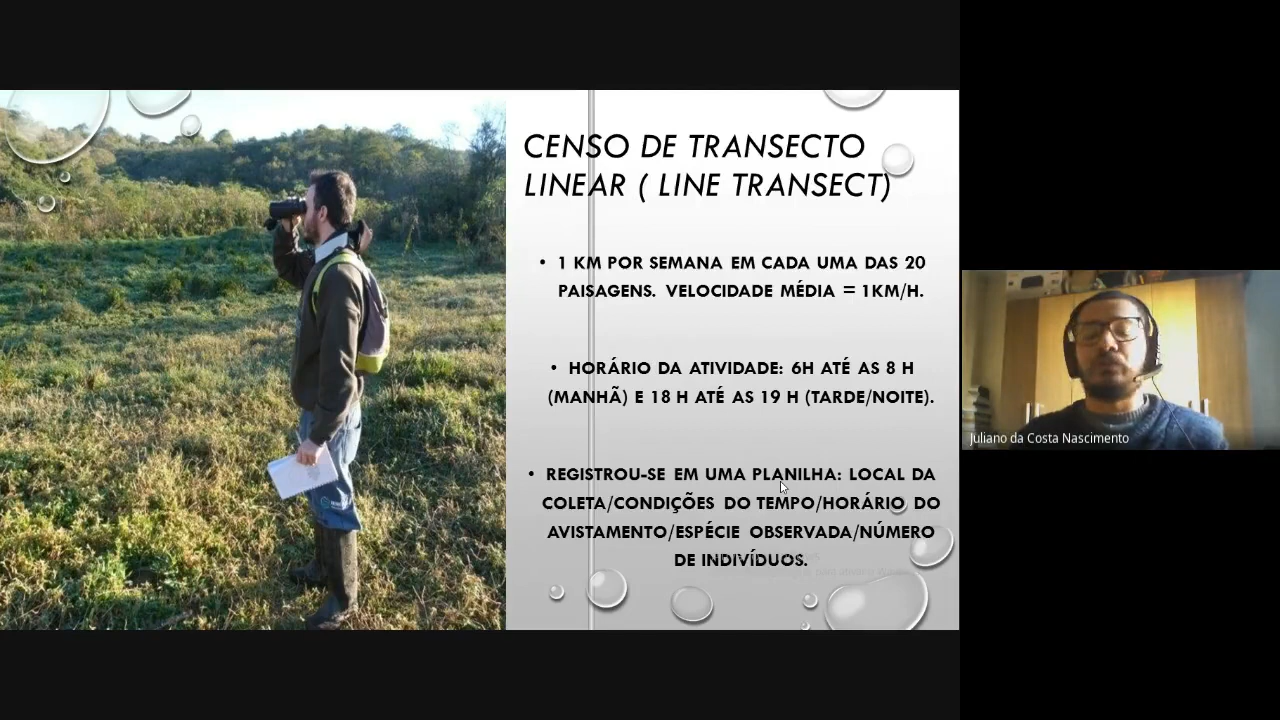 CENSO DE TRANSECTO
LINEAR ( LINE TRANSECT)
• 1 KM POR SEMANA EM CADA UMA DAS 20
PAISAGENS. VELOCIDADE MÉDIA = 1KM/H.
• HORÁRIO DA ATIVIDADE: 6H ATÉ AS 8 H
(MANHÃ) E 18 H ATÉ AS 19 H (TARDE/NOITE).
• REGISTROU-SE EM UMA PLANILHA: LOCAL DA
COLETA/CONDIÇÕES DO TEMPO/HORÁRIO DO
AVISTAMENTO/ESPÉCIE OBSERVADA/NÚMERO
DE INDIVÍDUOS.
Juliano da Costa Nascimento